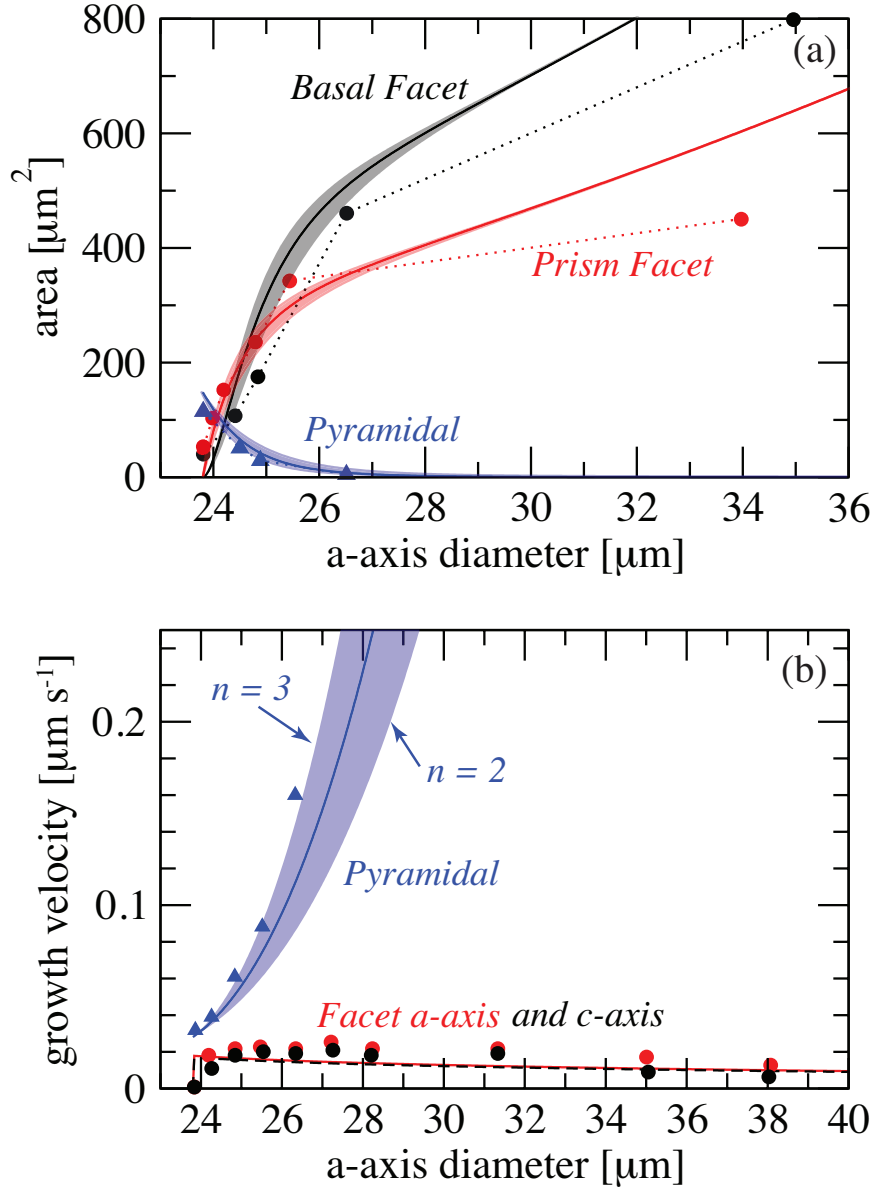 (a)
Basal Facet
Prism Facet
Pyramidal
800
600
400
200
0
area [μm²]
24 26 28 30 32 34 36
a-axis diameter [μm]
(b)
n = 3
n = 2
Pyramidal
Facet a-axis and c-axis
0.2
0.1
0
growth velocity [μm s⁻¹]
24 26 28 30 32 34 36 38 40
a-axis diameter [μm]